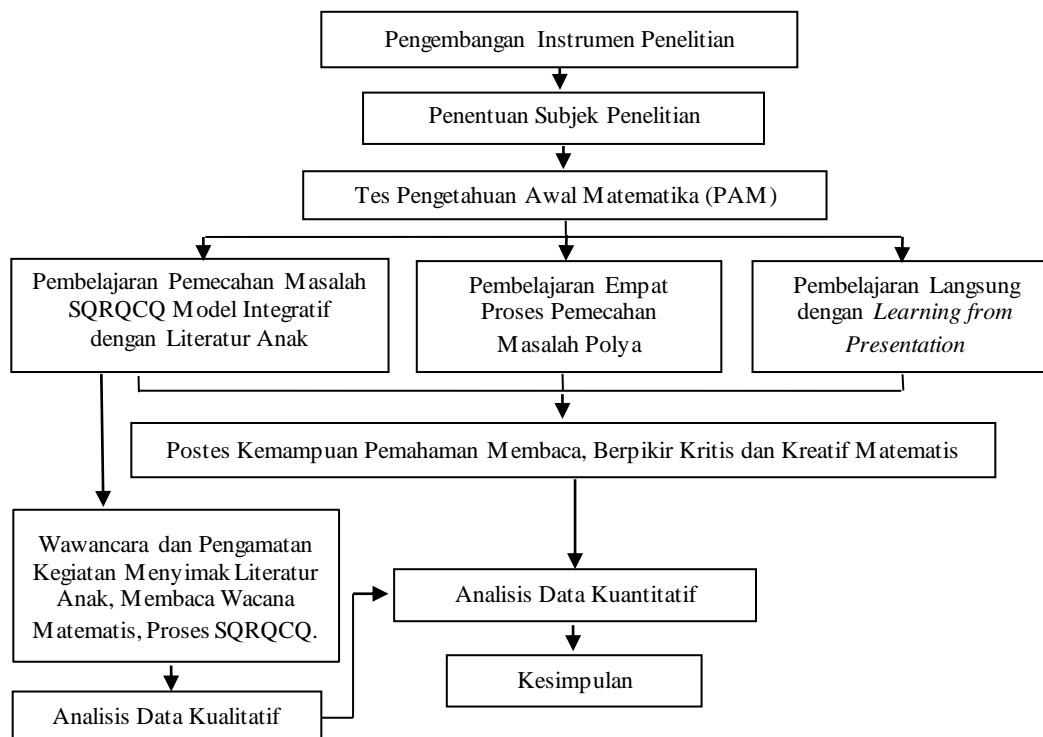 Pengembangan Instrumen Penelitian
Penentuan Subjek Penelitian
Tes Pengetahuan Awal Matematika (PAM)
Pembelajaran Pemecahan Masalah
SQRQCQ Model Integratif
dengan Literatur Anak
Pembelajaran Empat
Proses Pemecahan
Masalah Polya
Pembelajaran Langsung
dengan Learning from
Presentation
Postes Kemampuan Pemahaman Membaca, Berpikir Kritis dan Kreatif Matematis
Wawancara dan Pengamatan
Kegiatan Menyimak Literatur
Anak, Membaca Wacana
Matematis, Proses SQRQCQ.
Analisis Data Kuantitatif
Kesimpulan
Analisis Data Kualitatif